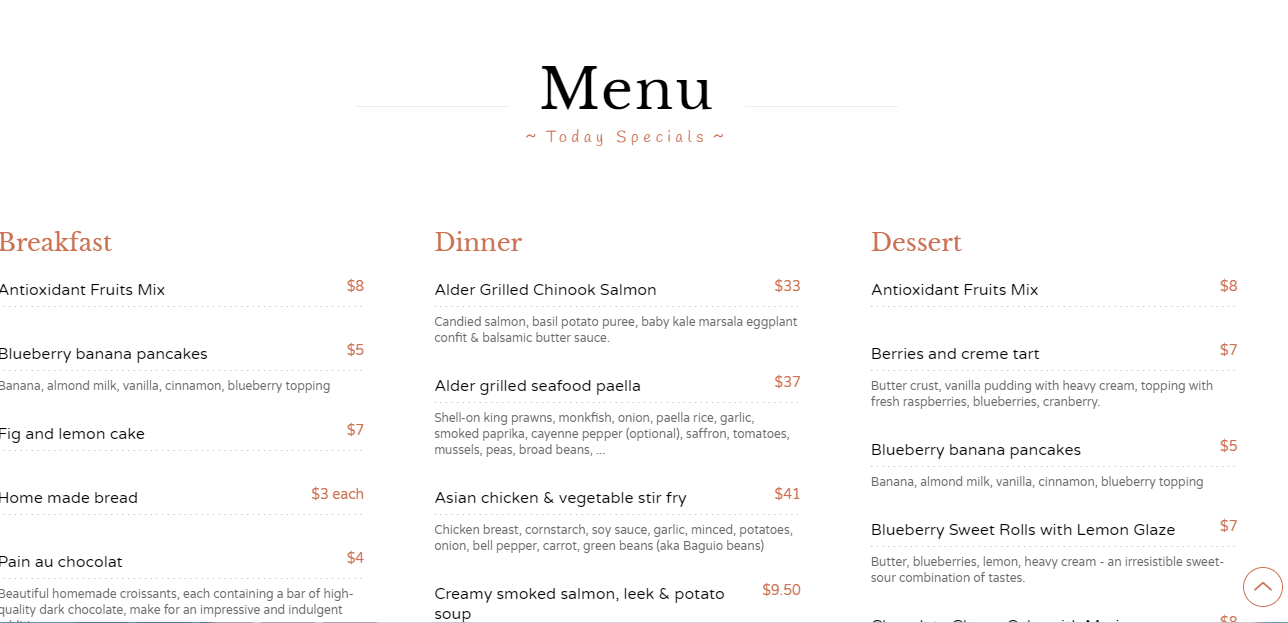 Menu
~ Today Specials ~
Breakfast
Antioxidant Fruits Mix $8
Blueberry banana pancakes $5
Banana, almond milk, vanilla, cinnamon, blueberry topping
Fig and lemon cake $7
Home made bread $3 each
Pain au chocolat $4
Beautiful homemade croissants, each containing a bar of high-
quality dark chocolate, make for an impressive and indulgent
Dinner
Alder Grilled Chinook Salmon $33
Candied salmon, basil potato puree, baby kale marsala eggplant
confit & balsamic butter sauce.
Alder grilled seafood paella $37
Shell-on king prawns, monkfish, onion, paella rice, garlic,
smoked paprika, cayenne pepper (optional), saffron, tomatoes,
mussels, peas, broad beans, ...
Asian chicken & vegetable stir fry $41
Chicken breast, cornstarch, soy sauce, garlic, minced, potatoes,
onion, bell pepper, carrot, green beans (aka Baguio beans)
Creamy smoked salmon, leek & potato $9.50
soup
Dessert
Antioxidant Fruits Mix $8
Berries and creme tart $7
Butter crust, vanilla pudding with heavy cream, topping with
fresh raspberries, blueberries, cranberry.
Blueberry banana pancakes $5
Banana, almond milk, vanilla, cinnamon, blueberry topping
Blueberry Sweet Rolls with Lemon Glaze $7
Butter, blueberries, lemon, heavy cream - an irresistible sweet-
sour combination of tastes.
$8